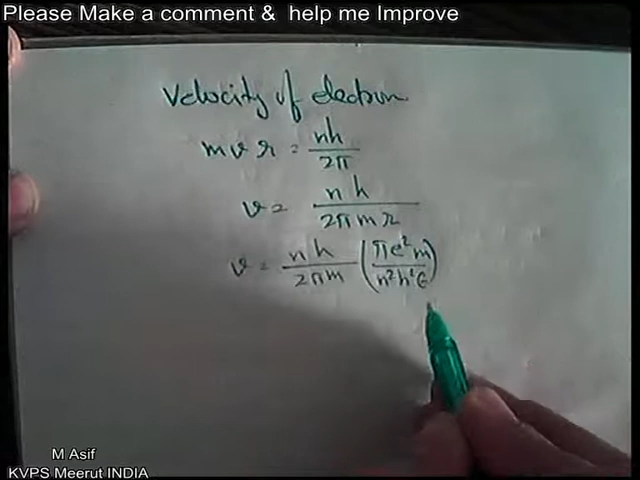 Please Make a comment & help me Improve
Velocity of electron
mvr = nh/2π
v = nh/2πmr
v = nh/2πm (πe²m/n²h²ϵ)
M Asif
KVPS Meerut INDIA